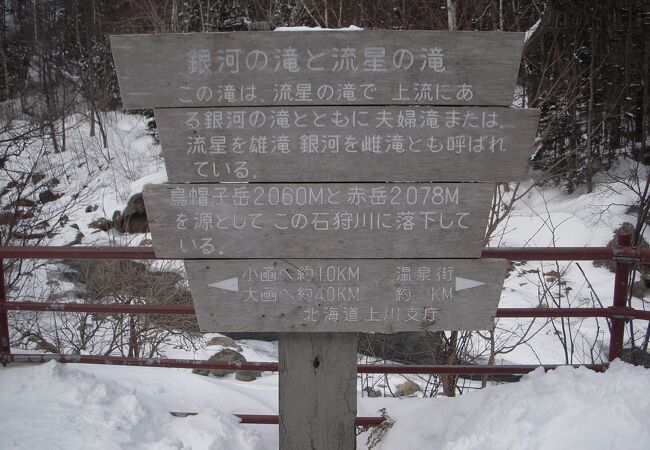 銀河の滝と流星の滝
この滝は、流星の滝で 上流にあ
る銀河の滝とともに夫婦滝または、
流星を雄滝 銀河を雌滝とも呼ばれ
ている。
烏帽子岳2.060Mと 赤岳2.078M
を源として この石狩川に落下して
いる。
小函へ約1.0KM 温泉街
大函へ約4.0KM 約 KM
北海道上川支庁